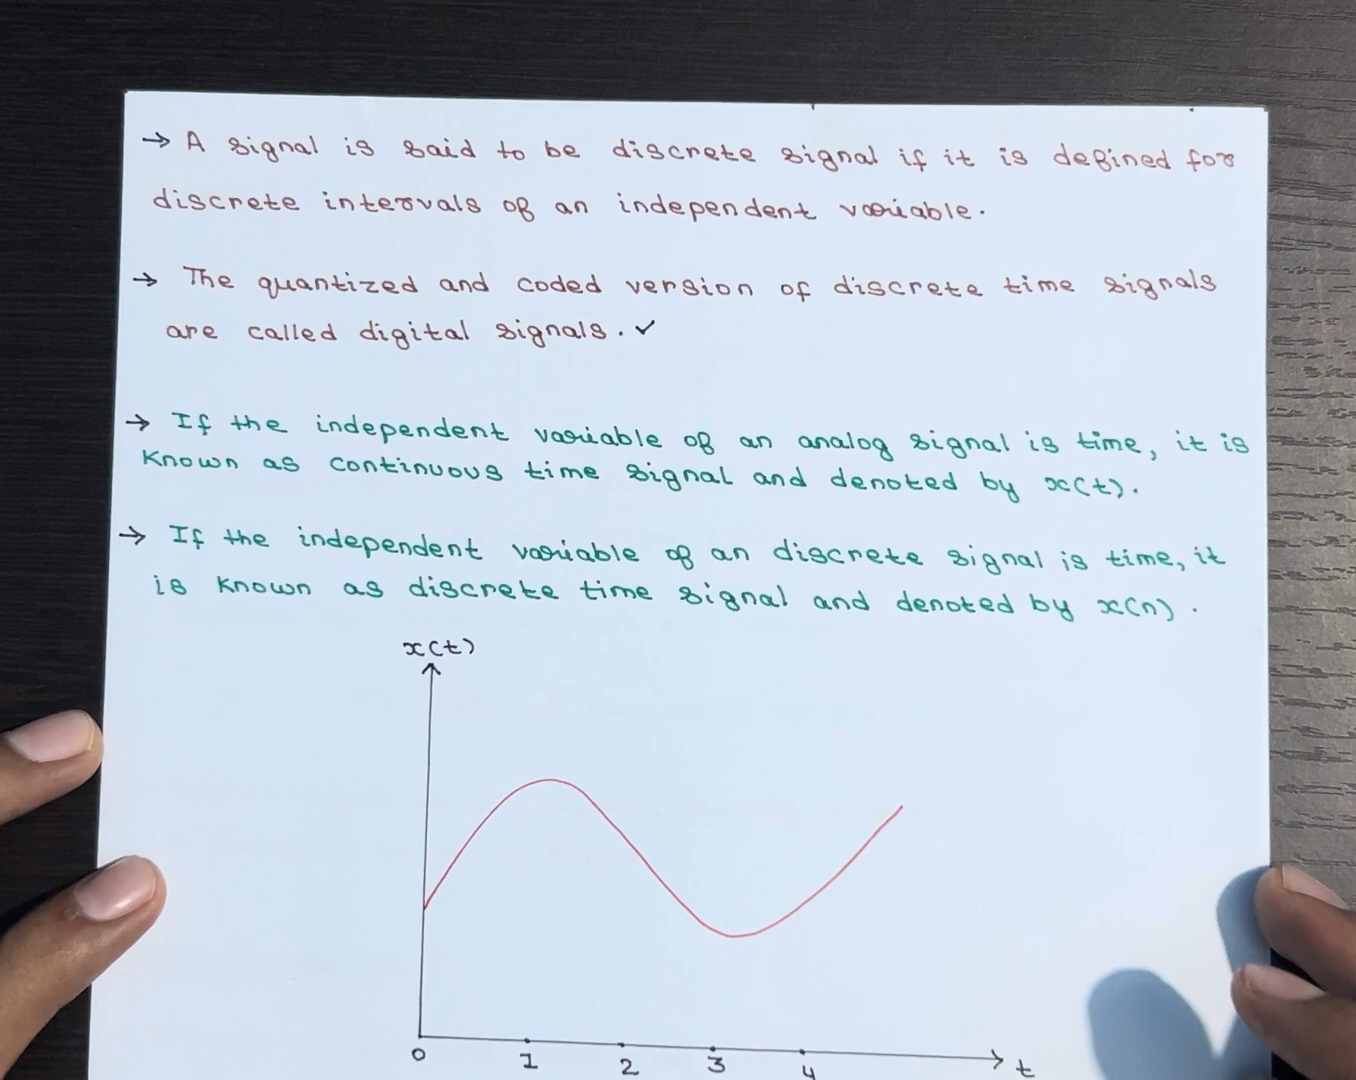 → A signal is said to be discrete signal if it is defined for
discrete intervals of an independent variable.
→ The quantized and coded version of discrete time signals
are called digital signals. ✓
→ If the independent variable of an analog signal is time, it is
known as continuous time signal and denoted by x(t).
→ If the independent variable of an discrete signal is time, it
is known as discrete time signal and denoted by x(n).
x(t)
0 1 2 3 4 t